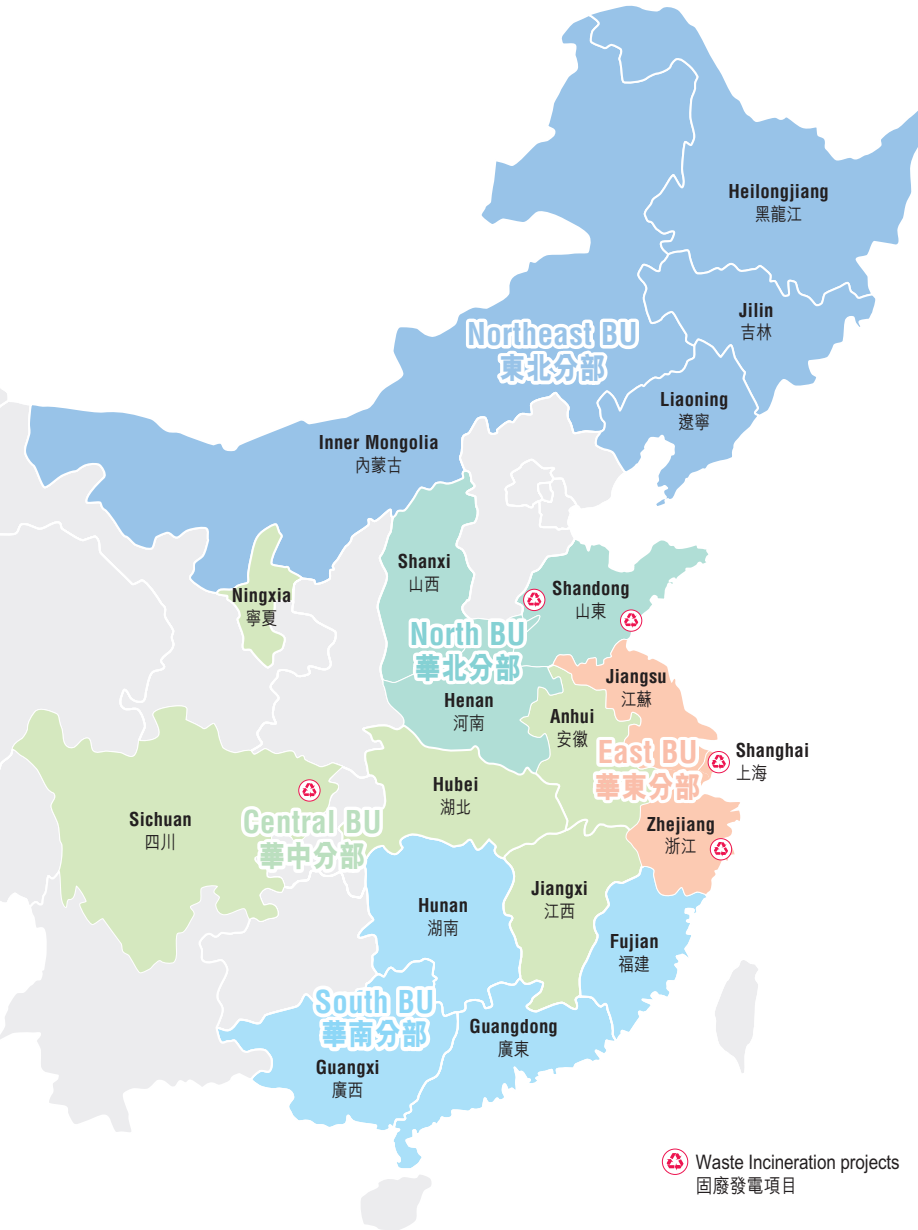 Heilongjiang
黑龍江
Jilin
吉林
Northeast BU
東北分部
Liaoning
遼寧
Inner Mongolia
內蒙古
Shanxi
山西
Shandong
山東
Ningxia
寧夏
North BU
華北分部
Jiangsu
江蘇
Henan
河南
Anhui
安徽
East BU
華東分部
Shanghai
上海
Hubei
湖北
Sichuan
四川
Central BU
華中分部
Zhejiang
浙江
Jiangxi
江西
Hunan
湖南
Fujian
福建
South BU
華南分部
Guangdong
廣東
Guangxi
廣西
Waste Incineration projects
固廢發電項目